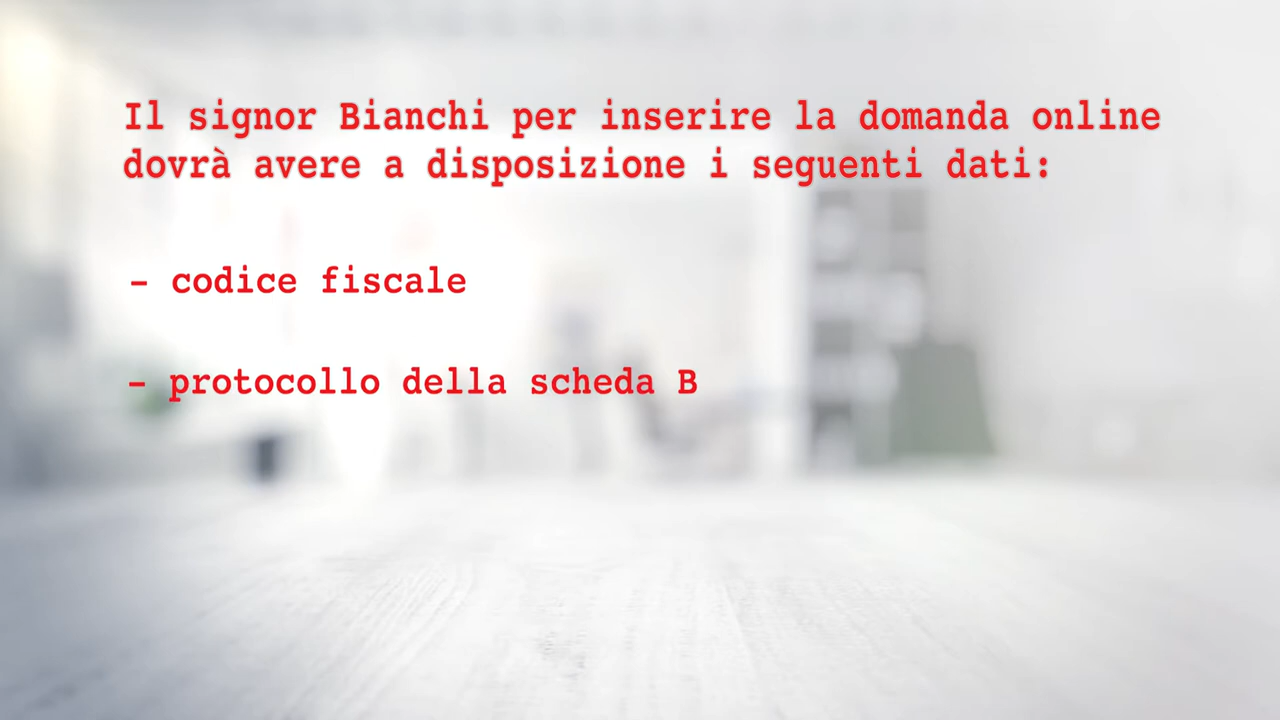 Il signor Bianchi per inserire la domanda online
dovrà avere a disposizione i seguenti dati:
- codice fiscale
- protocollo della scheda B